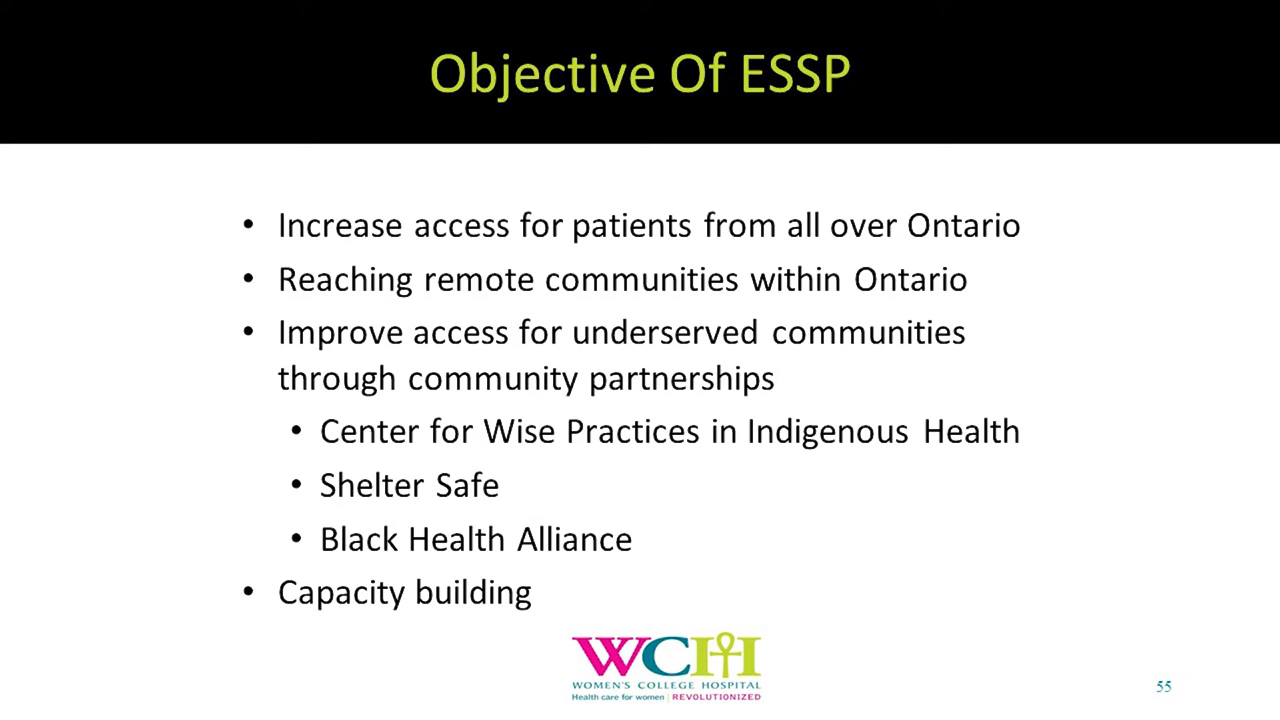 Objective Of ESSP
• Increase access for patients from all over Ontario
• Reaching remote communities within Ontario
• Improve access for underserved communities
through community partnerships
• Center for Wise Practices in Indigenous Health
• Shelter Safe
• Black Health Alliance
• Capacity building
WCHI
WOMEN'S COLLEGE HOSPITAL
Health care for women | REVOLUTIONIZED
55